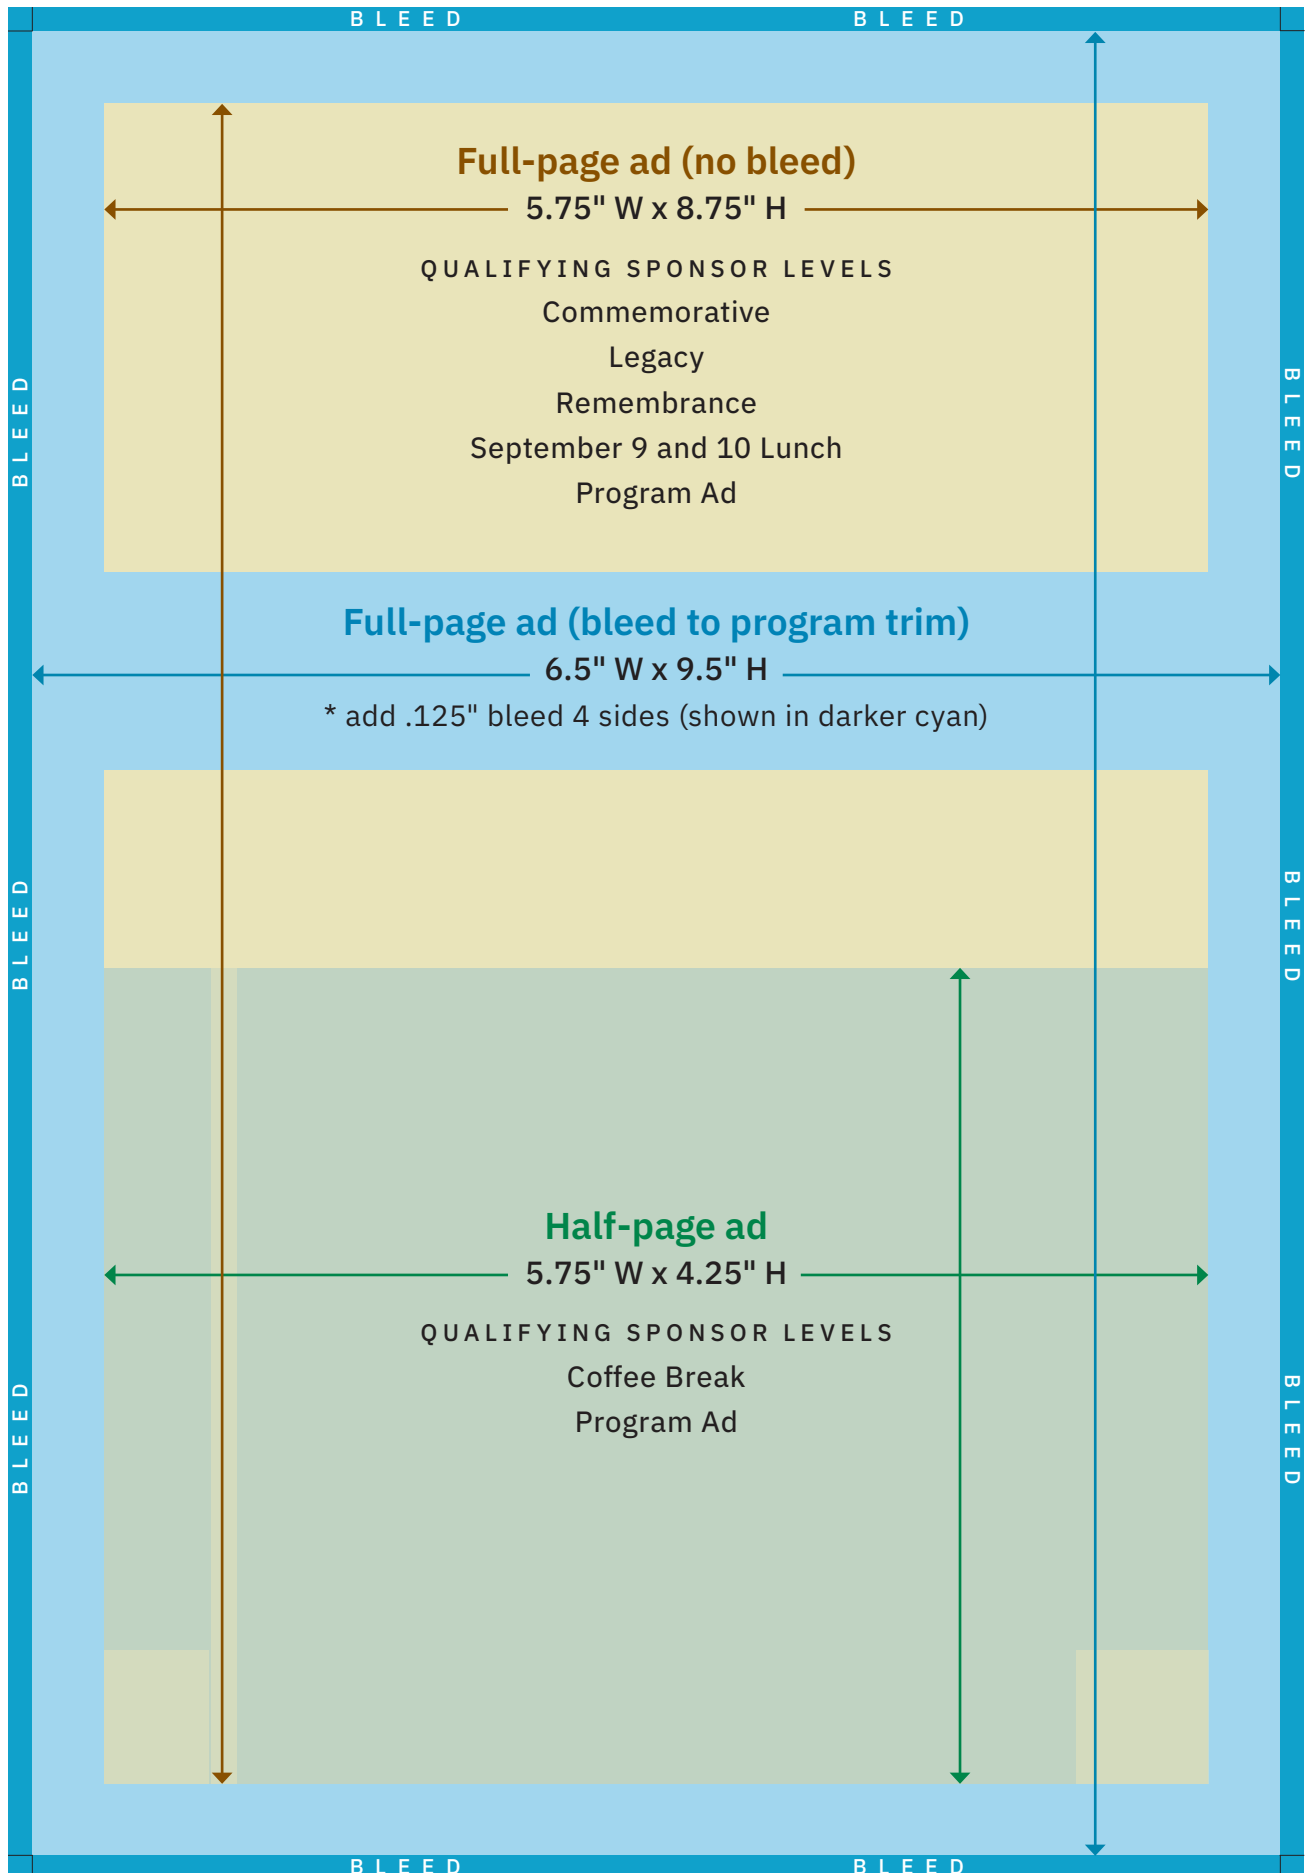 BLEED BLEED
Full-page ad (no bleed)
5.75" W x 8.75" H
QUALIFYING SPONSOR LEVELS
Commemorative
Legacy
Remembrance
September 9 and 10 Lunch
Program Ad
BLEED
BLEED
Full-page ad (bleed to program trim)
6.5" W x 9.5" H
* add .125" bleed 4 sides (shown in darker cyan)
BLEED
BLEED
Half-page ad
5.75" W x 4.25" H
QUALIFYING SPONSOR LEVELS
Coffee Break
Program Ad
BLEED
BLEED
BLEED BLEED